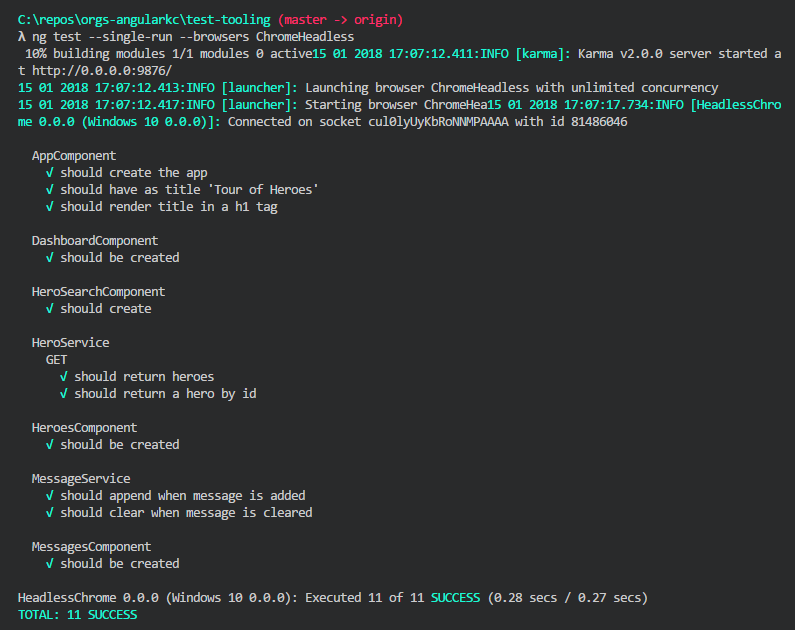 C:\repos\orgs-angularkc\test-tooling (master -> origin)
λ ng test --single-run --browsers ChromeHeadless
 10% building modules 1/1 modules 0 active15 01 2018 17:07:12.411:INFO [karma]: Karma v2.0.0 server started a
t http://0.0.0.0:9876/
15 01 2018 17:07:12.413:INFO [launcher]: Launching browser ChromeHeadless with unlimited concurrency
15 01 2018 17:07:12.417:INFO [launcher]: Starting browser ChromeHea15 01 2018 17:07:17.734:INFO [HeadlessChro
me 0.0.0 (Windows 10 0.0.0)]: Connected on socket cul0lyUyKbRoNNMPAAAA with id 81486046

  AppComponent
    √ should create the app
    √ should have as title 'Tour of Heroes'
    √ should render title in a h1 tag

  DashboardComponent
    √ should be created

  HeroSearchComponent
    √ should create

  HeroService
    GET
      √ should return heroes
      √ should return a hero by id

  HeroesComponent
    √ should be created

  MessageService
    √ should append when message is added
    √ should clear when message is cleared

  MessagesComponent
    √ should be created

HeadlessChrome 0.0.0 (Windows 10 0.0.0): Executed 11 of 11 SUCCESS (0.28 secs / 0.27 secs)
TOTAL: 11 SUCCESS